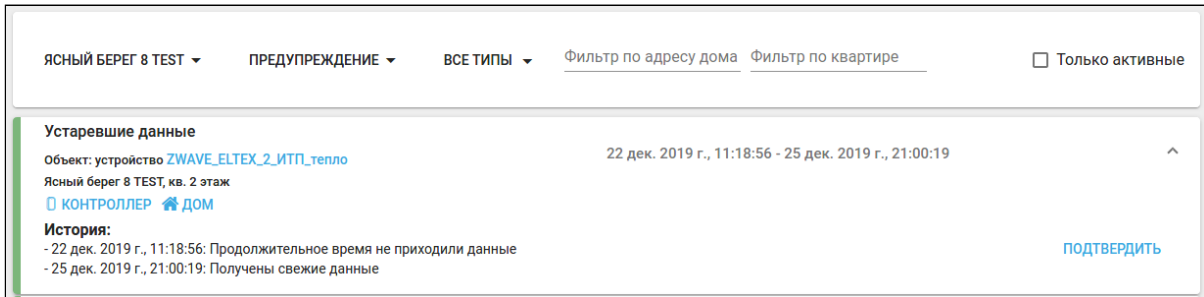 ЯСНЫЙ БЕРЕГ 8 TEST ПРЕДУПРЕЖДЕНИЕ ВСЕ ТИПЫ Фильтр по адресу дома Фильтр по квартире Только активные
Устаревшие данные
Объект: устройство ZWAVE_ELTEX_2_ИТП_тепло
22 дек. 2019 г., 11:18:56 - 25 дек. 2019 г., 21:00:19
Ясный берег 8 TEST, кв. 2 этаж
КОНТРОЛЛЕР ДОМ
История:
- 22 дек. 2019 г., 11:18:56: Продолжительное время не приходили данные
- 25 дек. 2019 г., 21:00:19: Получены свежие данные
ПОДТВЕРДИТЬ